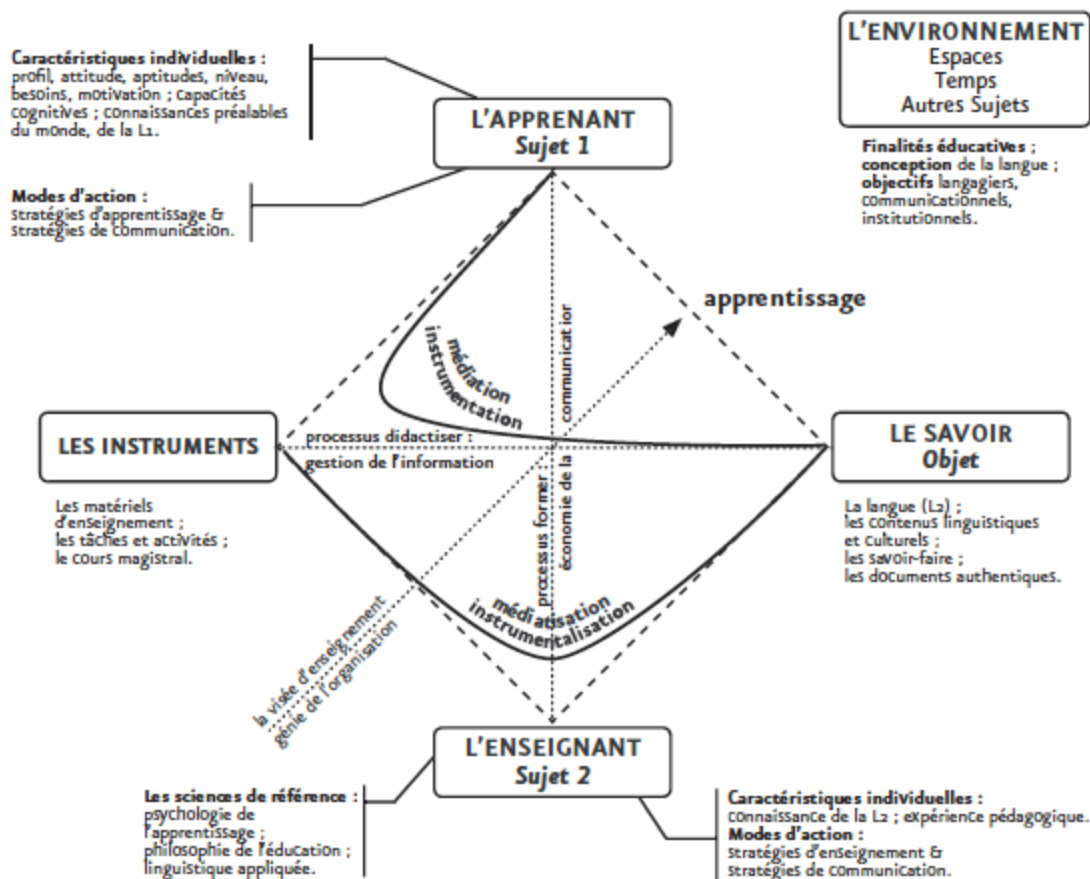 Caractéristiques individuelles :
profil, attitude, aptitudes, niveau,
besoins, motivation ; capacités
cognitives ; connaissances préalables
du monde, de la L1.
L'APPRENANT
Sujet 1
L'ENVIRONNEMENT
Espaces
Temps
Autres Sujets
Finalités éducatives ;
conception de la langue ;
objectifs langagiers,
communicationnels,
institutionnels.
Modes d'action :
stratégies d'apprentissage &
stratégies de communication.
apprentissage
médiation
instrumentation
communication
LES INSTRUMENTS
processus didactiser :
gestion de l'information
LE SAVOIR
Objet
Les matériels
d'enseignement ;
les tâches et activités ;
le cours magistral.
processus former :
économie de la
La langue (L2) ;
les contenus linguistiques
et culturels ;
les savoir-faire ;
les documents authentiques.
médiatisation
instrumentalisation
la visée d'enseignement
génie de l'organisation
L'ENSEIGNANT
Sujet 2
Les sciences de référence :
psychologie de
l'apprentissage ;
philosophie de l'éducation ;
linguistique appliquée.
Caractéristiques individuelles :
connaissance de la L2 ; expérience pédagogique.
Modes d'action :
stratégies d'enseignement &
stratégies de communication.